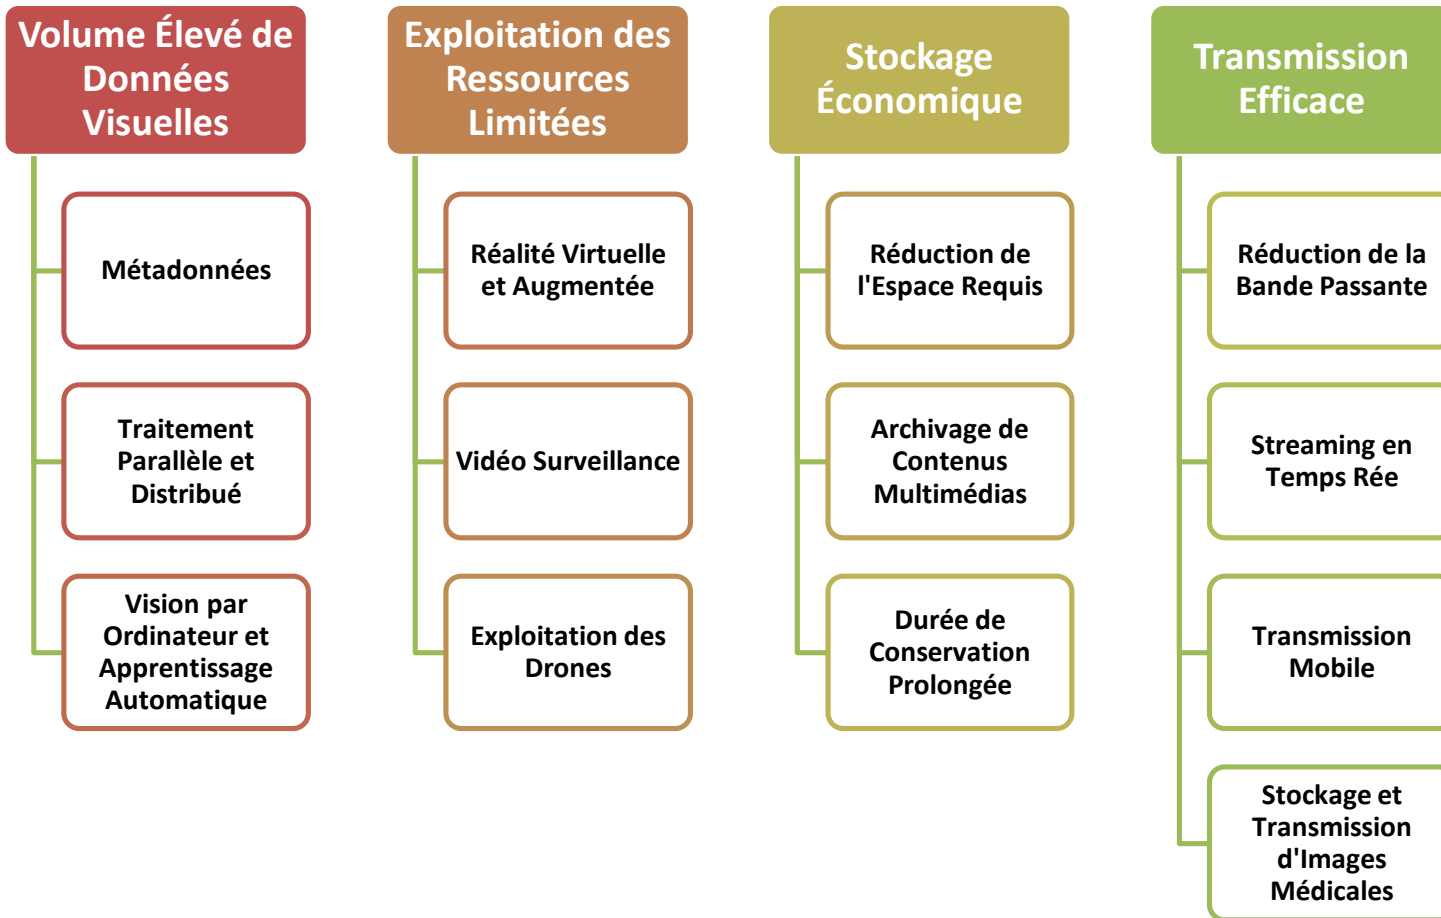 Volume Élevé de
Données
Visuelles
Métadonnées
Traitement
Parallèle et
Distribué
Vision par
Ordinateur et
Apprentissage
Automatique
Exploitation des
Ressources
Limitées
Réalité Virtuelle
et Augmentée
Vidéo Surveillance
Exploitation des
Drones
Stockage
Économique
Réduction de
l'Espace Requis
Archivage de
Contenus
Multimédias
Durée de
Conservation
Prolongée
Transmission
Efficace
Réduction de la
Bande Passante
Streaming en
Temps Rée
Transmission
Mobile
Stockage et
Transmission
d'Images
Médicales